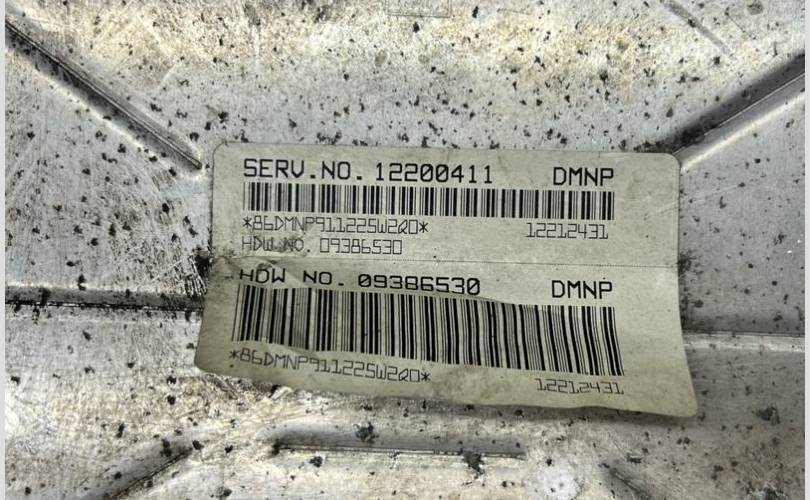 SERV.NO. 12200411 DMNP
*86DMNP911225W2Q0* 12212431
HDW NO. 09386530
HDW NO. 09386530 DMNP
*86DMNP911225W2Q0* 12212431